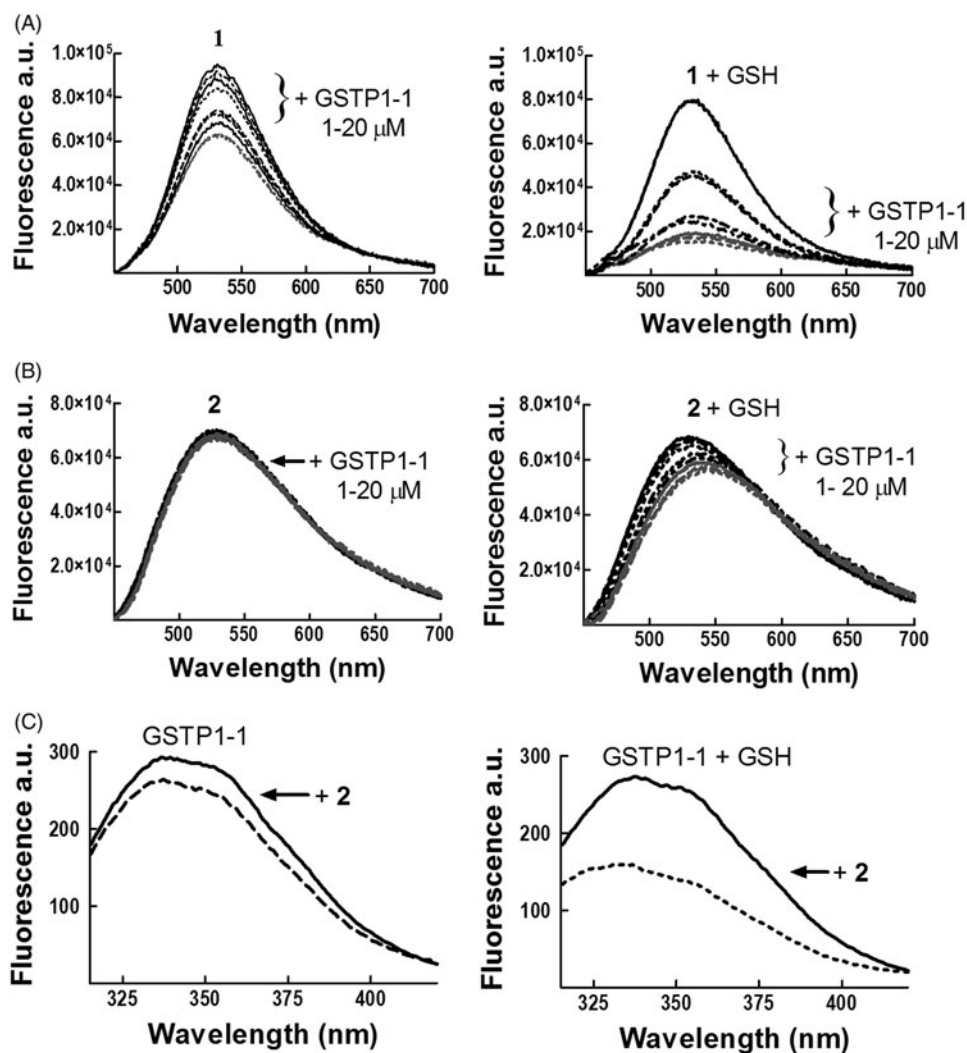 (A)
1
1.0×10⁵
8.0×10⁴
6.0×10⁴
4.0×10⁴
2.0×10⁴
Fluorescence a.u.
+ GSTP1-1
1-20 µM
500 550 600 650 700
Wavelength (nm)
1 + GSH
1.0×10⁵
8.0×10⁴
6.0×10⁴
4.0×10⁴
2.0×10⁴
Fluorescence a.u.
+ GSTP1-1
1-20 µM
500 550 600 650 700
Wavelength (nm)
(B)
2
8.0×10⁴
6.0×10⁴
4.0×10⁴
2.0×10⁴
Fluorescence a.u.
+ GSTP1-1
1-20 µM
500 550 600 650 700
Wavelength (nm)
2 + GSH
8.0×10⁴
6.0×10⁴
4.0×10⁴
2.0×10⁴
Fluorescence a.u.
+ GSTP1-1
1- 20 µM
500 550 600 650 700
Wavelength (nm)
(C)
GSTP1-1
300
200
100
Fluorescence a.u.
+ 2
325 350 375 400
Wavelength (nm)
GSTP1-1 + GSH
300
200
100
Fluorescence a.u.
+ 2
325 350 375 400
Wavelength (nm)